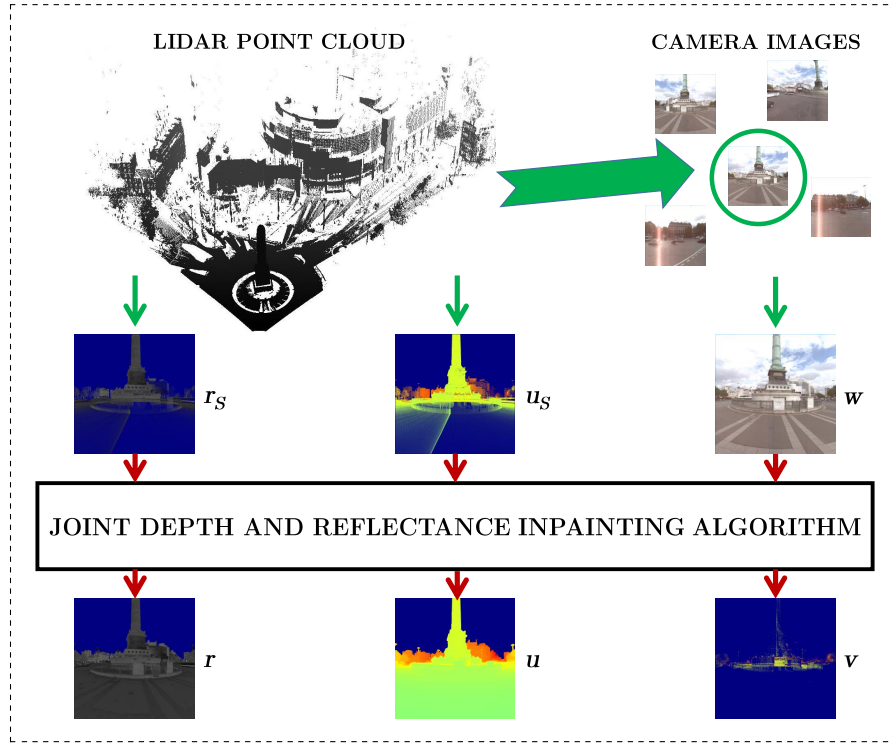 LIDAR POINT CLOUD
CAMERA IMAGES
r_S
u_S
w
JOINT DEPTH AND REFLECTANCE INPAINTING ALGORITHM
r
u
v